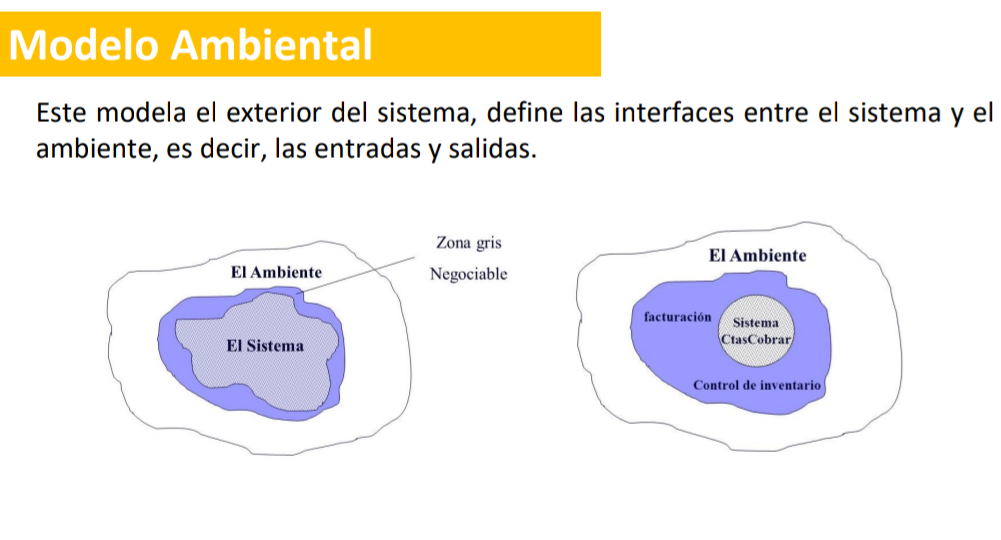 Modelo Ambiental
Este modela el exterior del sistema, define las interfaces entre el sistema y el
ambiente, es decir, las entradas y salidas.
Zona gris
Negociable
El Ambiente
El Sistema
El Ambiente
facturación
Sistema
CtasCobrar
Control de inventario